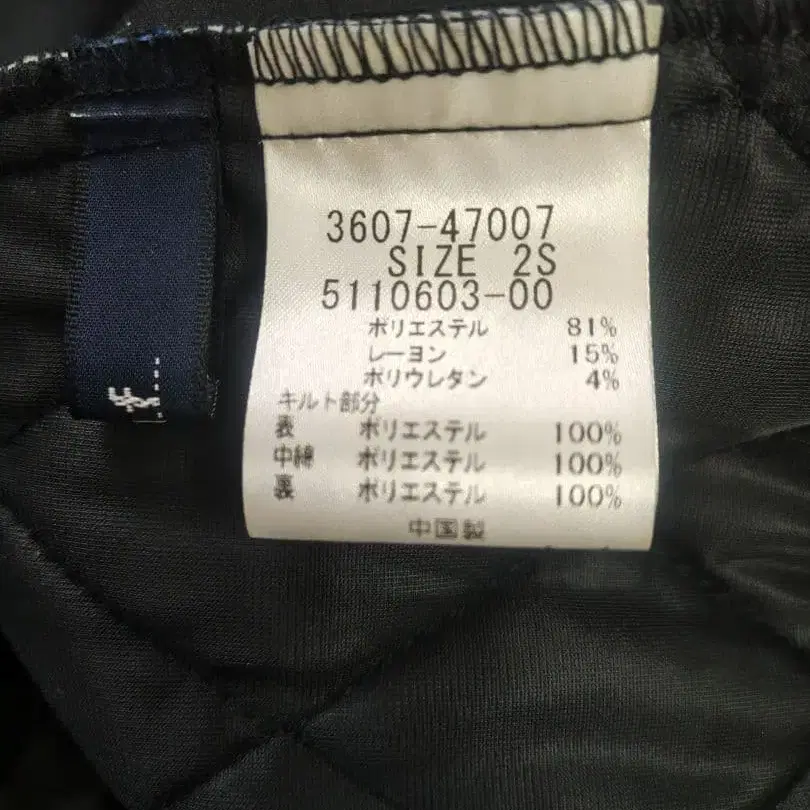 3607-47007
SIZE 2S
5110603-00
ポリエステル 81%
レーヨン 15%
ポリウレタン 4%
キルト部分
表 ポリエステル 100%
中綿 ポリエステル 100%
裏 ポリエステル 100%
中国製